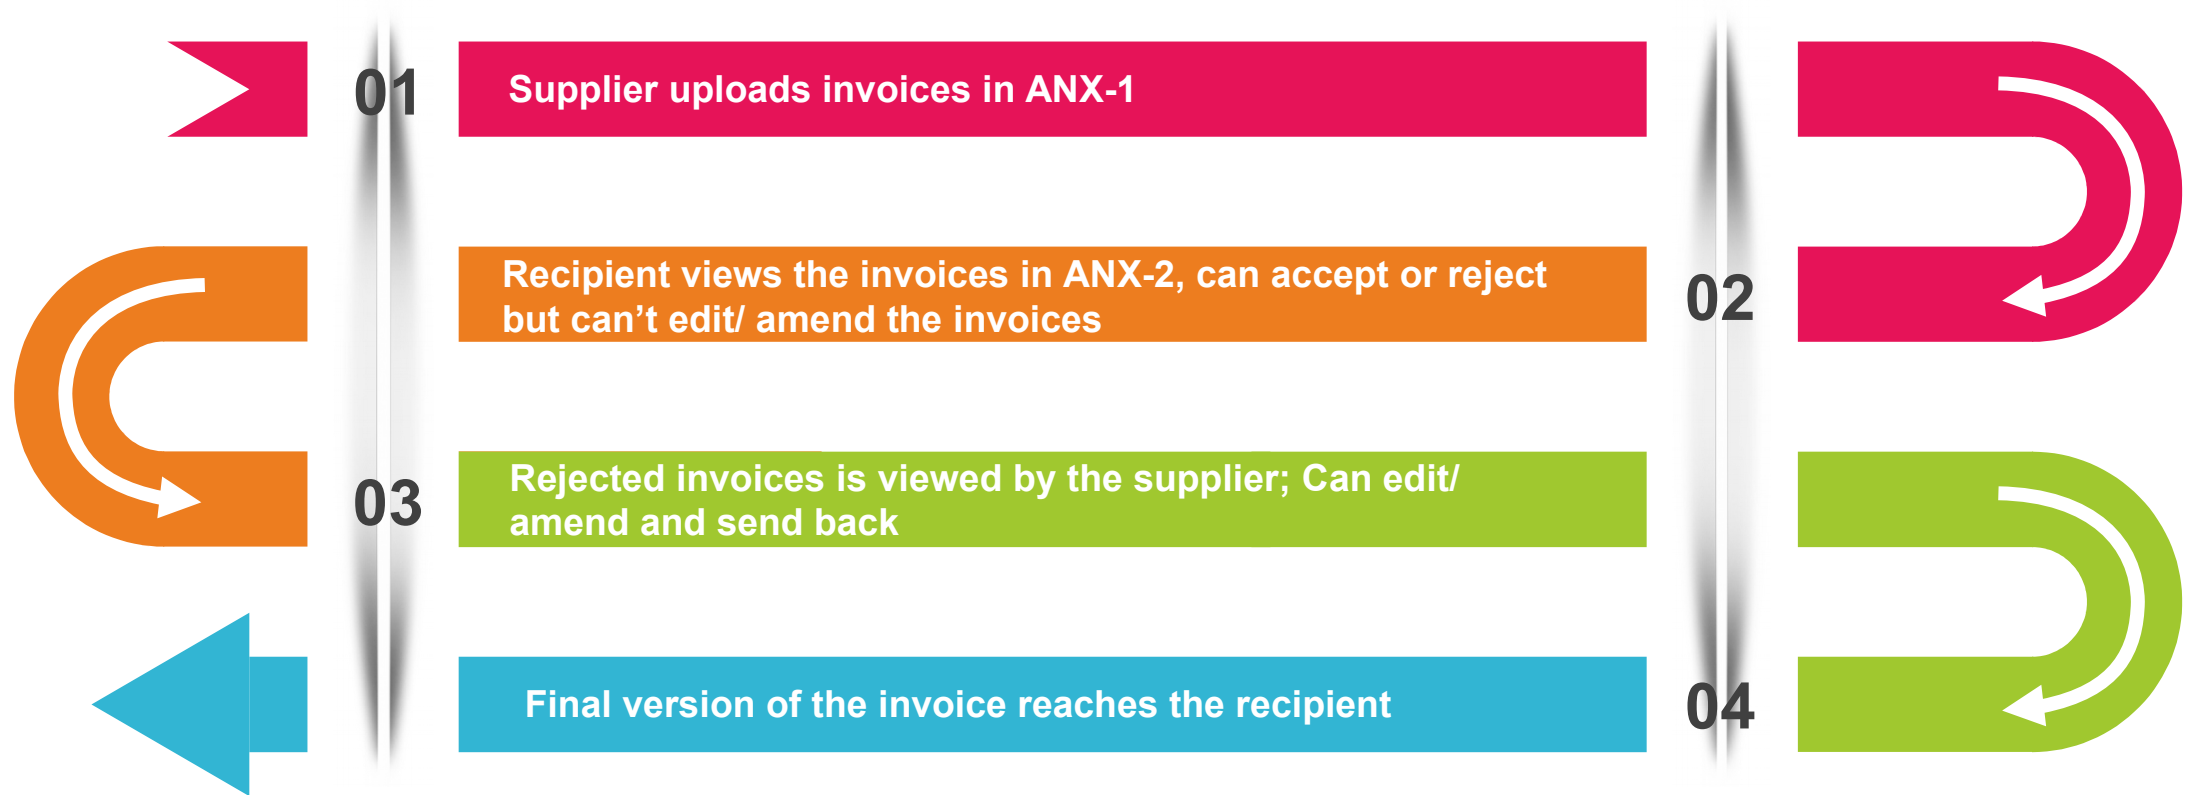 01
Supplier uploads invoices in ANX-1
Recipient views the invoices in ANX-2, can accept or reject
but can’t edit/ amend the invoices
02
03
Rejected invoices is viewed by the supplier; Can edit/
amend and send back
Final version of the invoice reaches the recipient
04